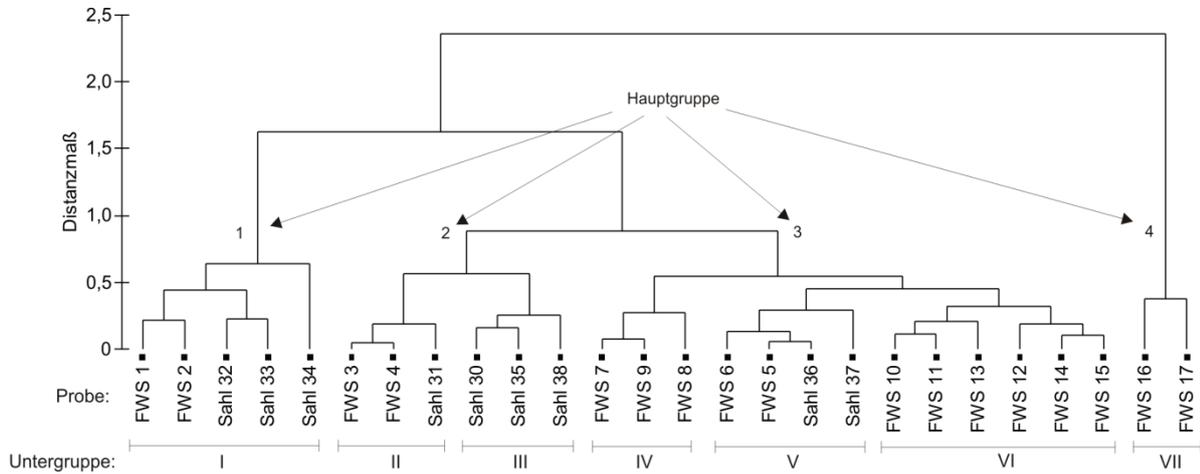 2,5
2,0
1,5
1,0
0,5
0
Distanzmaß
Hauptgruppe
1
2
3
4
Probe:
FWS 1
FWS 2
Sahl 32
Sahl 33
Sahl 34
FWS 3
FWS 4
Sahl 31
Sahl 30
Sahl 35
Sahl 38
FWS 7
FWS 9
FWS 8
FWS 6
FWS 5
Sahl 36
Sahl 37
FWS 10
FWS 11
FWS 13
FWS 12
FWS 14
FWS 15
FWS 16
FWS 17
Untergruppe: I II III IV V VI VII